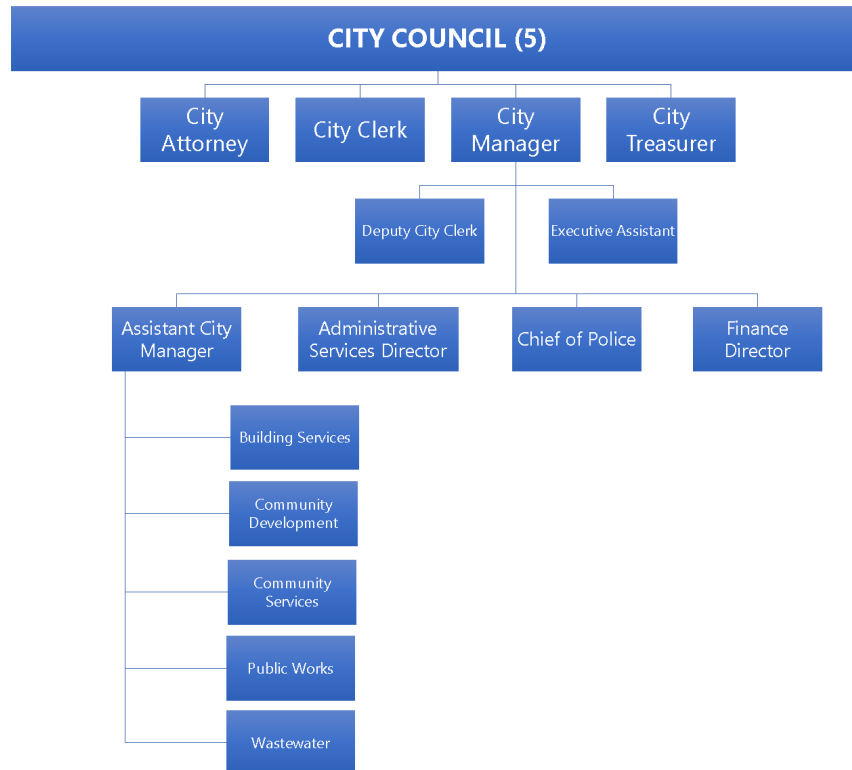 CITY COUNCIL (5)
City
Attorney
City Clerk
City
Manager
City
Treasurer
Deputy City Clerk
Executive Assistant
Assistant City
Manager
Administrative
Services Director
Chief of Police
Finance
Director
Building Services
Community
Development
Community
Services
Public Works
Wastewater